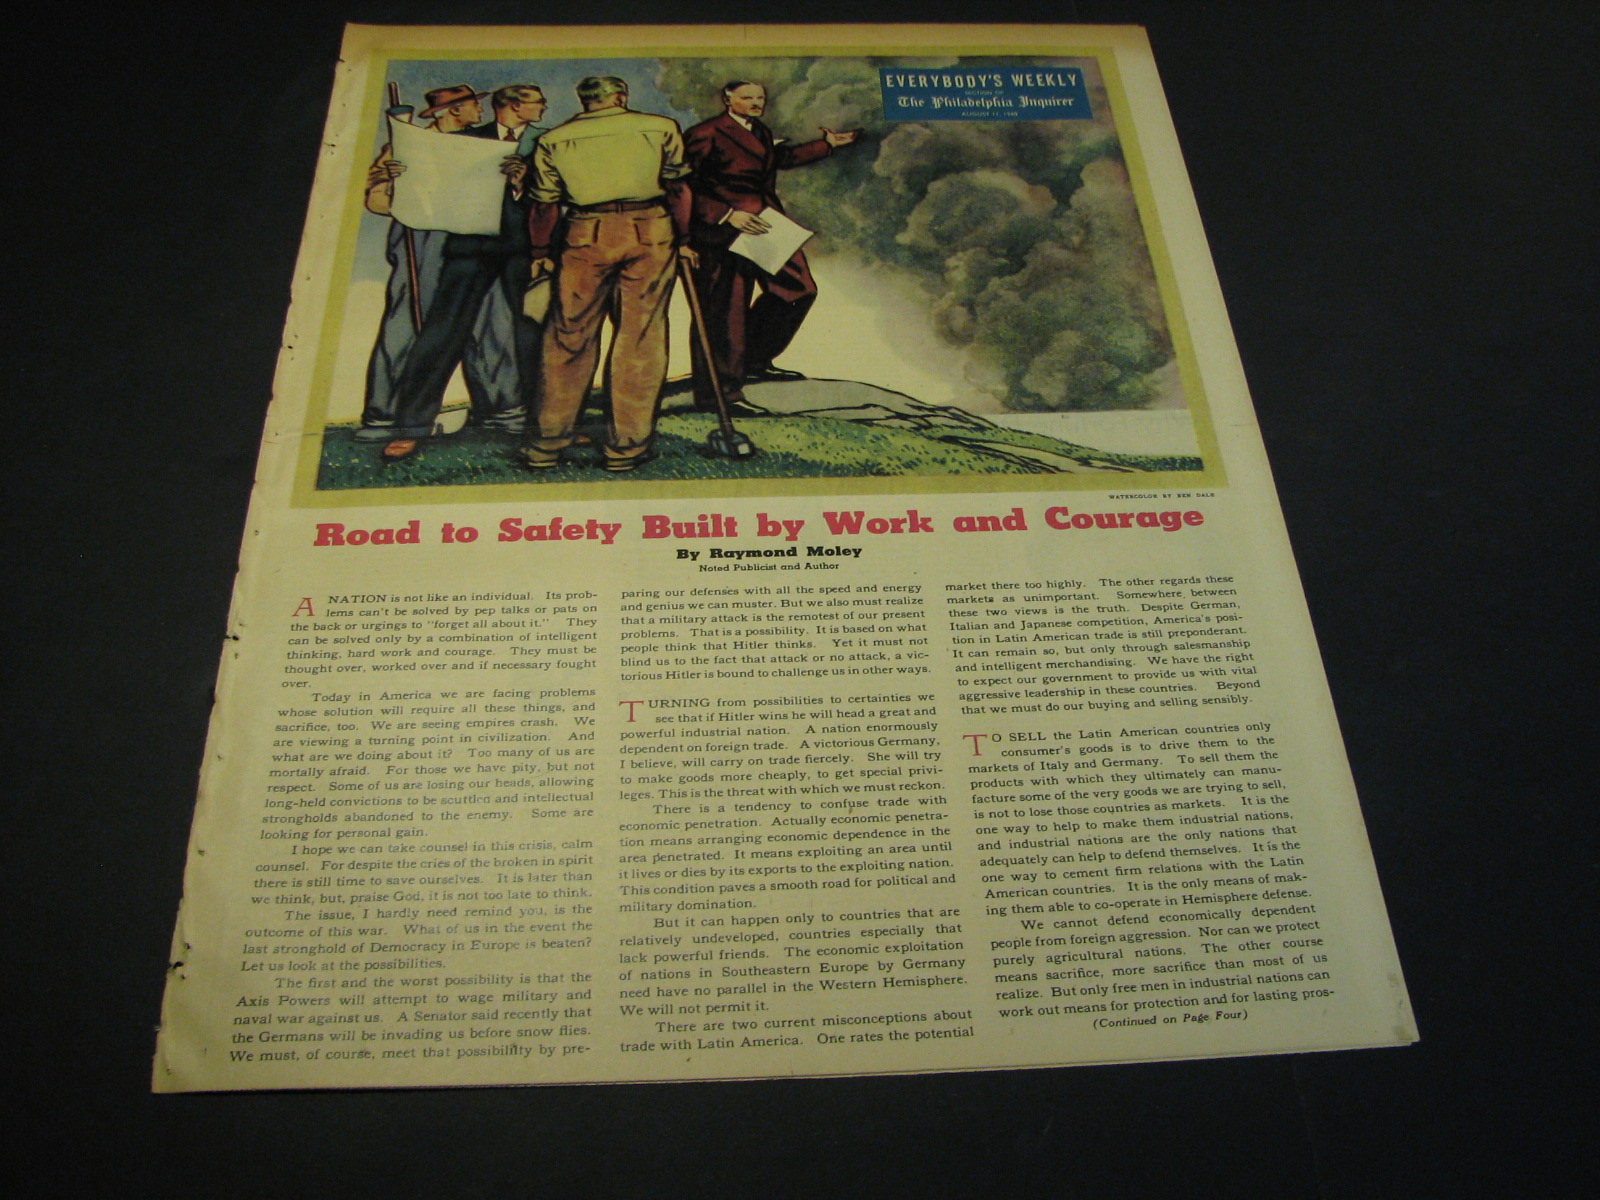 EVERYBODY'S WEEKLY
SECTION OF
The Philadelphia Inquirer
AUGUST 11, 1940
WATERCOLOR BY BEN DALE
Road to Safety Built by Work and Courage
By Raymond Moley
Noted Publicist and Author
A NATION is not like an individual. Its prob-
lems can't be solved by pep talks or pats on
the back or urgings to "forget all about it." They
can be solved only by a combination of intelligent
thinking, hard work and courage. They must be
thought over, worked over and if necessary fought
over.
Today in America we are facing problems
whose solution will require all these things, and
sacrifice, too. We are seeing empires crash. We
are viewing a turning point in civilization. And
what are we doing about it? Too many of us are
mortally afraid. For those we have pity, but not
respect. Some of us are losing our heads, allowing
long-held convictions to be scuttled and intellectual
strongholds abandoned to the enemy. Some are
looking for personal gain.
I hope we can take counsel in this crisis, calm
counsel. For despite the cries of the broken in spirit
there is still time to save ourselves. It is later than
we think, but, praise God, it is not too late to think.
The issue, I hardly need remind you, is the
outcome of this war. What of us in the event the
last stronghold of Democracy in Europe is beaten?
Let us look at the possibilities.
The first and the worst possibility is that the
Axis Powers will attempt to wage military and
naval war against us. A Senator said recently that
the Germans will be invading us before snow flies.
We must, of course, meet that possibility by pre-
paring our defenses with all the speed and energy
and genius we can muster. But we also must realize
that a military attack is the remotest of our present
problems. That is a possibility. It is based on what
people think that Hitler thinks. Yet it must not
blind us to the fact that attack or no attack, a vic-
torious Hitler is bound to challenge us in other ways.
TURNING from possibilities to certainties we
see that if Hitler wins he will head a great and
powerful industrial nation. A nation enormously
dependent on foreign trade. A victorious Germany,
I believe, will carry on trade fiercely. She will try
to make goods more cheaply, to get special privi-
leges. This is the threat with which we must reckon.
There is a tendency to confuse trade with
economic penetration. Actually economic penetra-
tion means arranging economic dependence in the
area penetrated. It means exploiting an area until
it lives or dies by its exports to the exploiting nation.
This condition paves a smooth road for political and
military domination.
But it can happen only to countries that are
relatively undeveloped, countries especially that
lack powerful friends. The economic exploitation
of nations in Southeastern Europe by Germany
need have no parallel in the Western Hemisphere.
We will not permit it.
There are two current misconceptions about
trade with Latin America. One rates the potential
market there too highly. The other regards these
markets as unimportant. Somewhere between
these two views is the truth. Despite German,
Italian and Japanese competition, America's posi-
tion in Latin American trade is still preponderant.
It can remain so, but only through salesmanship
and intelligent merchandising. We have the right
to expect our government to provide us with vital
aggressive leadership in these countries. Beyond
that we must do our buying and selling sensibly.
TO SELL the Latin American countries only
consumer's goods is to drive them to the
markets of Italy and Germany. To sell them the
products with which they ultimately can manu-
facture some of the very goods we are trying to sell,
is not to lose those countries as markets. It is the
one way to help to make them industrial nations,
and industrial nations are the only nations that
adequately can help to defend themselves. It is the
one way to cement firm relations with the Latin
American countries. It is the only means of mak-
ing them able to co-operate in Hemisphere defense.
We cannot defend economically dependent
people from foreign aggression. Nor can we protect
purely agricultural nations. The other course
means sacrifice, more sacrifice than most of us
realize. But only free men in industrial nations can
work out means for protection and for lasting pros-
(Continued on Page Four)